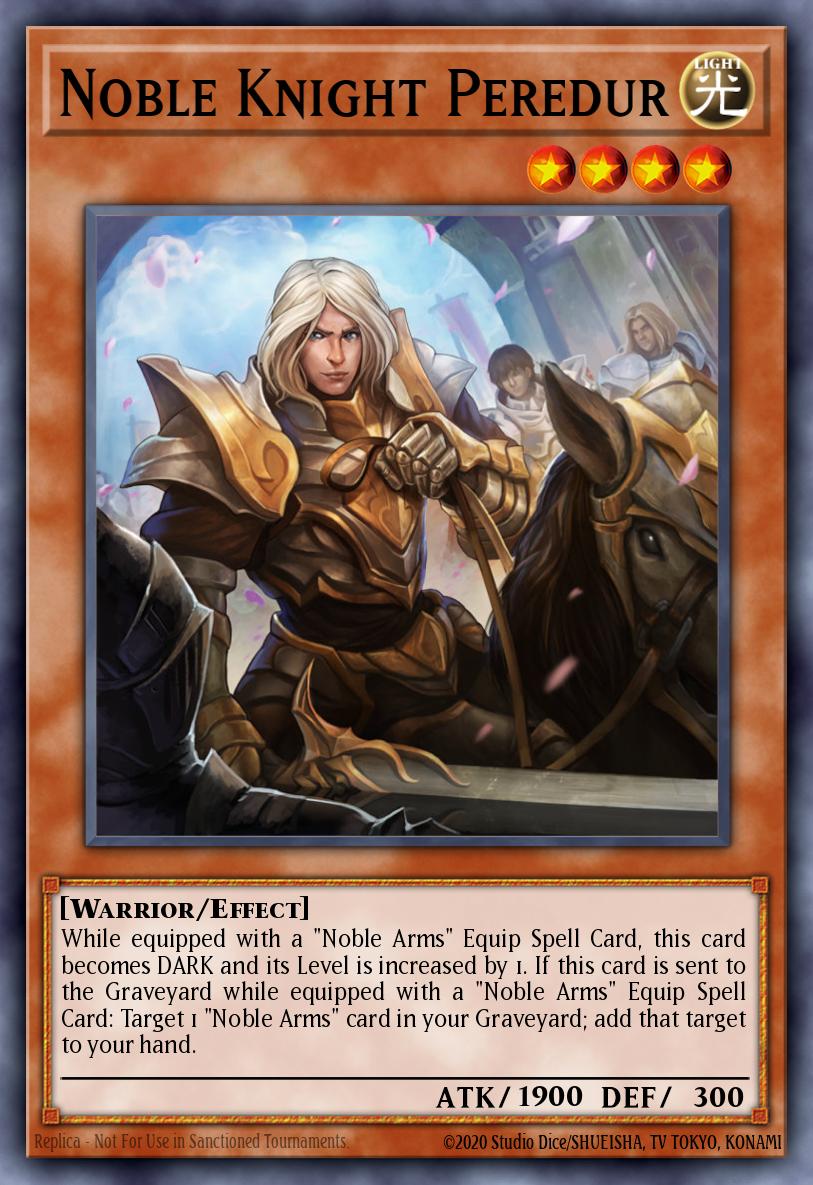 Noble Knight Peredur
LIGHT
光
[Warrior/Effect]
While equipped with a "Noble Arms" Equip Spell Card, this card
becomes DARK and its Level is increased by 1. If this card is sent to
the Graveyard while equipped with a "Noble Arms" Equip Spell
Card: Target 1 "Noble Arms" card in your Graveyard; add that target
to your hand.
ATK/ 1900 DEF/ 300
Replica - Not For Use in Sanctioned Tournaments.
©2020 Studio Dice/SHUEISHA, TV TOKYO, KONAMI